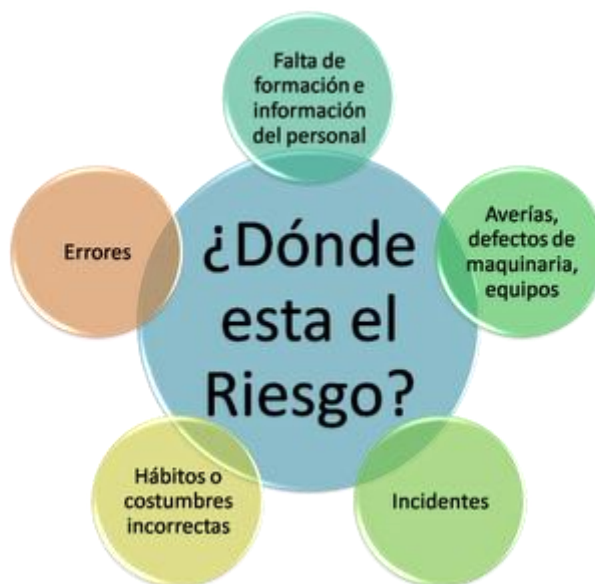 Falta de
formación e
información
del personal
Errores
¿Dónde
esta el
Riesgo?
Averías,
defectos de
maquinaria,
equipos
Hábitos o
costumbres
incorrectas
Incidentes